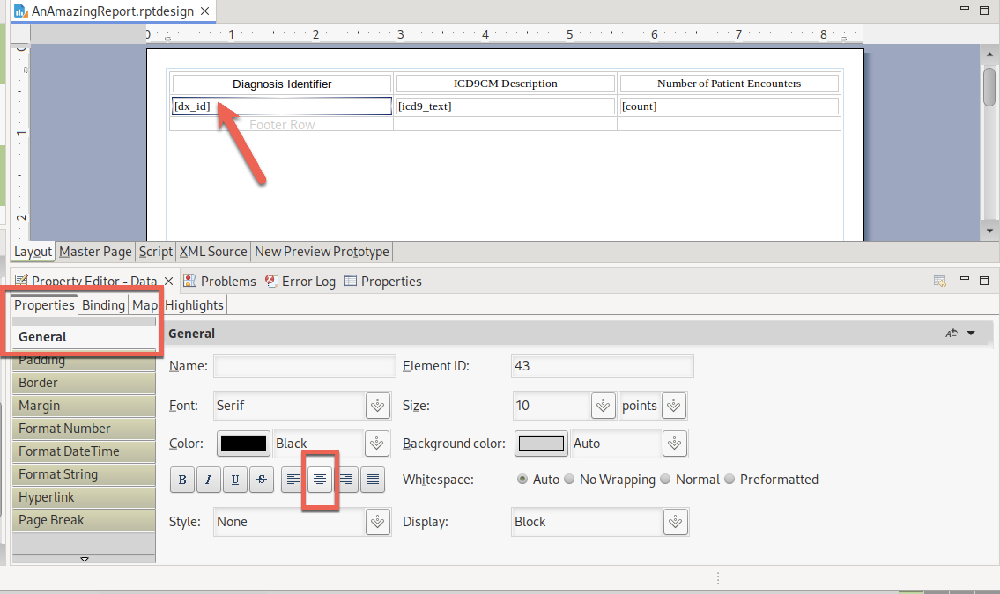 AnAmazingReport.rptdesign
0 1 2 3 4 5 6 7 8
0
Diagnosis Identifier ICD9CM Description Number of Patient Encounters
[dx_id] [icd9_text] [count]
Footer Row
1
2
Layout Master Page Script XML Source New Preview Prototype
Property Editor - Data Problems Error Log Properties
Properties Binding Map Highlights
General
General
Padding
Name: Element ID: 43
Border
Margin
Font: Serif Size: 10 points
Format Number
Color: Black Background color: Auto
Format DateTime
Format String
B I U S Whitespace: Auto No Wrapping Normal Preformatted
Hyperlink
Page Break
Style: None Display: Block